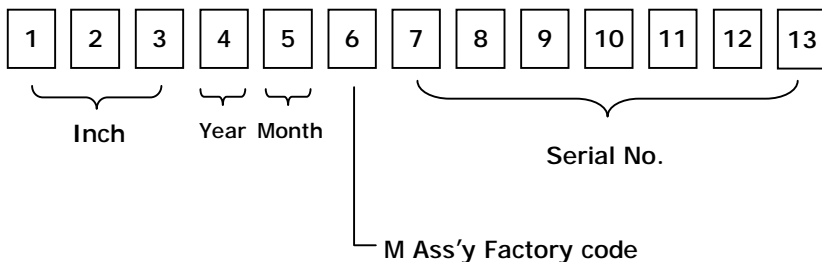 1 2 3 4 5 6 7 8 9 10 11 12 13
Inch Year Month Serial No.
M Ass'y Factory code